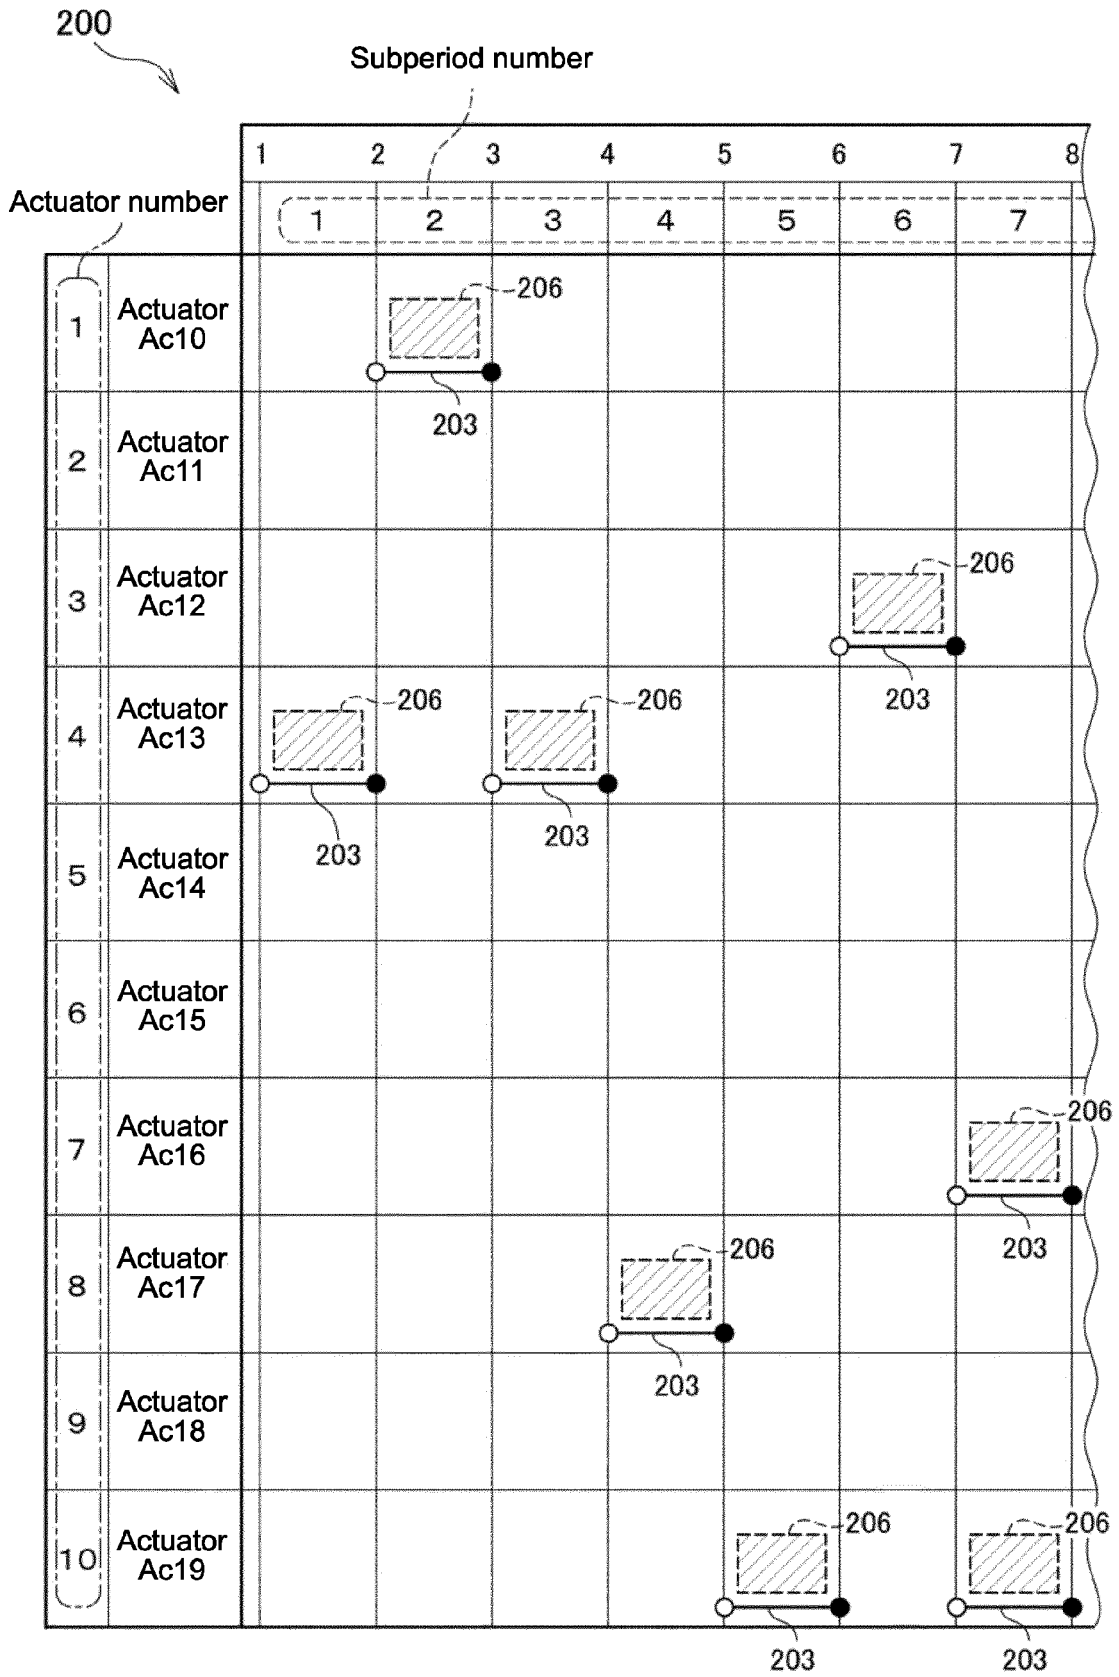 200
Subperiod number
1 2 3 4 5 6 7 8
Actuator number
1 2 3 4 5 6 7
206
1
Actuator
Ac10
203
2
Actuator
Ac11
206
3
Actuator
Ac12
203
206 206
4
Actuator
Ac13
203 203
5
Actuator
Ac14
6
Actuator
Ac15
206
7
Actuator
Ac16
203
206
8
Actuator
Ac17
203
9
Actuator
Ac18
206 206
10
Actuator
Ac19
203 203